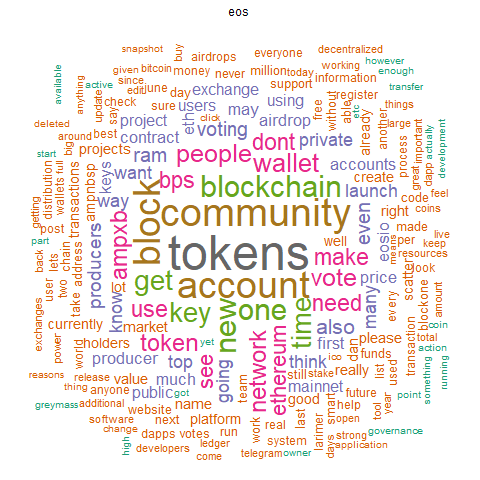 eos
snapshot
buy
airdrops
everyone
decentralized
given
bitcoin
money
never
million
today
working
however
available
anything
active
since
edit
june
day
exchange
support
information
enough
update
say
check
sure
eth
users
using
free
without
register
transfer
things
deleted
big
best
project
click
may
airdrop
able
etc
already
another
large
important
actually
development
around
projects
contract
voting
dont
private
process
great
dapp
start
full
transactions
ampnbsp
keys
ram
people
wallet
accounts
create
code
feel
distribution
wallets
want
bps
blockchain
launch
right
coins
getting
post
way
block
community
even
eosio
made
live
part
lets
chain
address
producers
ampxb
tokens
well
per
means
keep
back
user
two
take
know
get
account
make
price
scatter
resources
look
exchanges
currently
lot
use
key
new
one
time
vote
need
many
every
blockone
amount
power
world
holders
market
token
yet
see
network
ethereum
also
first
dan
please
transaction
coin
total
reasons
producer
top
going
think
ico
really
funds
used
action
thing
release
value
much
mainnet
still
stake
list
something
running
greymass
anyone
public
got
team
good
smart
future
year
point
additional
website
name
work
real
last
help
tool
software
next
platform
system
larimer
open
strong
governance
change
dapps
votes
run
days
application
high
developers
ledger
come
telegram
owner